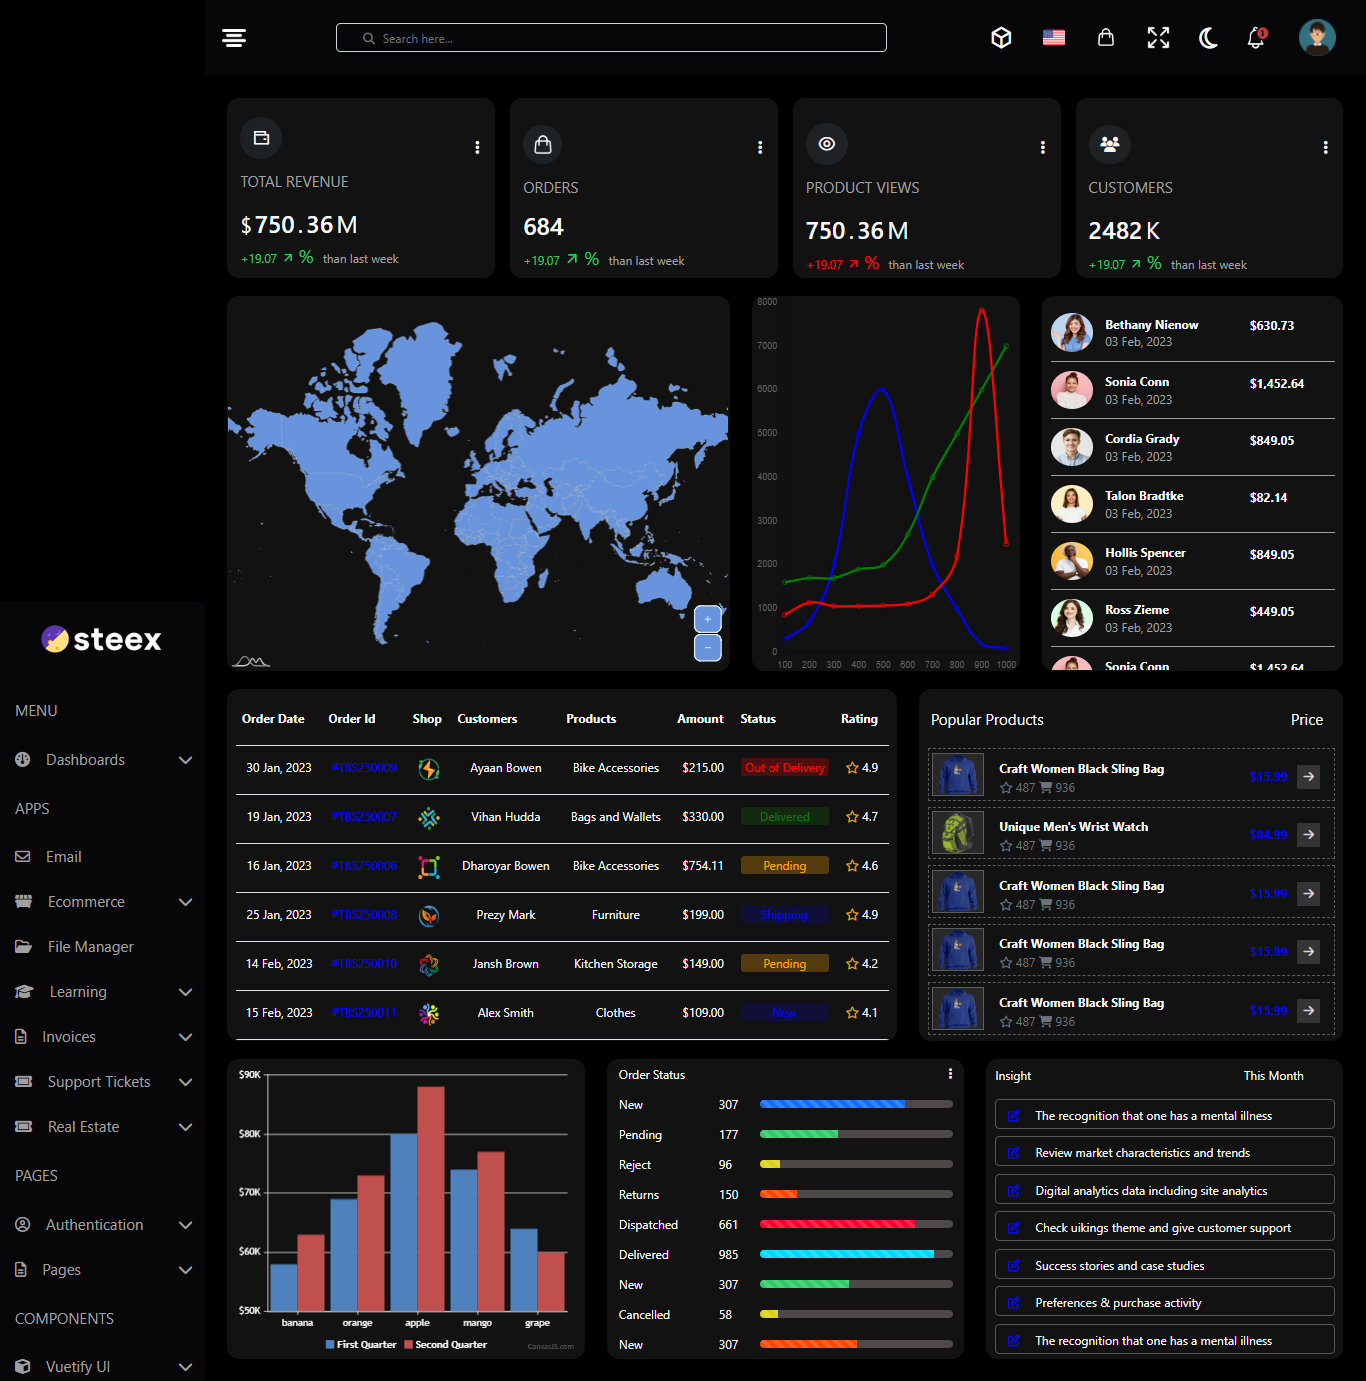 Search here...
1
TOTAL REVENUE
$750.36M
+19.07 % than last week
ORDERS
684
+19.07 % than last week
PRODUCT VIEWS
750.36M
+19.07 % than last week
CUSTOMERS
2482K
+19.07 % than last week
+
−
8000
7000
6000
5000
4000
3000
2000
1000
0
100 200 300 400 500 600 700 800 900 1000
Bethany Nienow $630.73
03 Feb, 2023
Sonia Conn $1,452.64
03 Feb, 2023
Cordia Grady $849.05
03 Feb, 2023
Talon Bradtke $82.14
03 Feb, 2023
Hollis Spencer $849.05
03 Feb, 2023
Ross Zieme $449.05
03 Feb, 2023
Sonia Conn $1,452.64
steex
MENU
Dashboards
APPS
Email
Ecommerce
File Manager
Learning
Invoices
Support Tickets
Real Estate
PAGES
Authentication
Pages
COMPONENTS
Vuetify UI
Order Date Order Id Shop Customers Products Amount Status Rating
30 Jan, 2023 #TBS250009 Ayaan Bowen Bike Accessories $215.00 Out of Delivery 4.9
19 Jan, 2023 #TBS250007 Vihan Hudda Bags and Wallets $330.00 Delivered 4.7
16 Jan, 2023 #TBS250006 Dharoyar Bowen Bike Accessories $754.11 Pending 4.6
25 Jan, 2023 #TBS250008 Prezy Mark Furniture $199.00 Shipping 4.9
14 Feb, 2023 #TBS250010 Jansh Brown Kitchen Storage $149.00 Pending 4.2
15 Feb, 2023 #TBS250011 Alex Smith Clothes $109.00 New 4.1
Popular Products Price
Craft Women Black Sling Bag $15.99
487 936
Unique Men's Wrist Watch $84.99
487 936
Craft Women Black Sling Bag $15.99
487 936
Craft Women Black Sling Bag $15.99
487 936
Craft Women Black Sling Bag $15.99
487 936
$90K
$80K
$70K
$60K
$50K
banana orange apple mango grape
First Quarter Second Quarter
CanvasJS.com
Order Status
New 307
Pending 177
Reject 96
Returns 150
Dispatched 661
Delivered 985
New 307
Cancelled 58
New 307
Insight This Month
The recognition that one has a mental illness
Review market characteristics and trends
Digital analytics data including site analytics
Check uikings theme and give customer support
Success stories and case studies
Preferences & purchase activity
The recognition that one has a mental illness